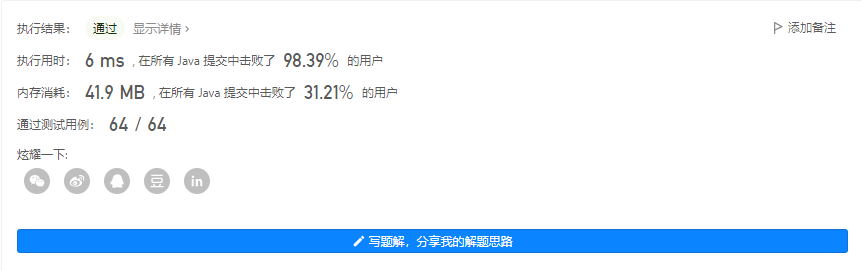 执行结果： 通过 显示详情 › 添加备注
执行用时： 6 ms , 在所有 Java 提交中击败了 98.39% 的用户
内存消耗： 41.9 MB , 在所有 Java 提交中击败了 31.21% 的用户
通过测试用例： 64 / 64
炫耀一下:
豆 in
写题解，分享我的解题思路